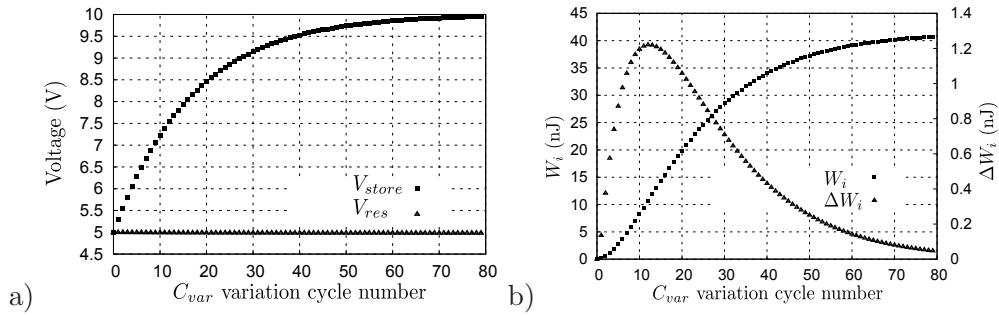 10
9.5
9
8.5
8
7.5
7
6.5
6
5.5
5
4.5
Voltage (V)
V_store
V_res
0 10 20 30 40 50 60 70 80
C_var variation cycle number
a)
45
40
35
30
25
20
15
10
5
0
W_i (nJ)
1.4
1.2
1
0.8
0.6
0.4
0.2
0
ΔW_i (nJ)
W_i
ΔW_i
0 10 20 30 40 50 60 70 80
C_var variation cycle number
b)